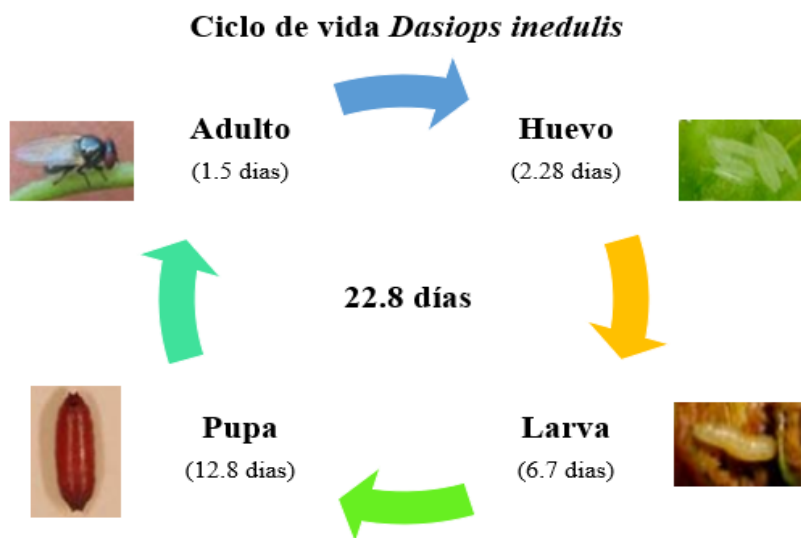 Ciclo de vida Dasiops inedulis
Adulto
(1.5 dias)
Huevo
(2.28 dias)
22.8 días
Pupa
(12.8 dias)
Larva
(6.7 dias)